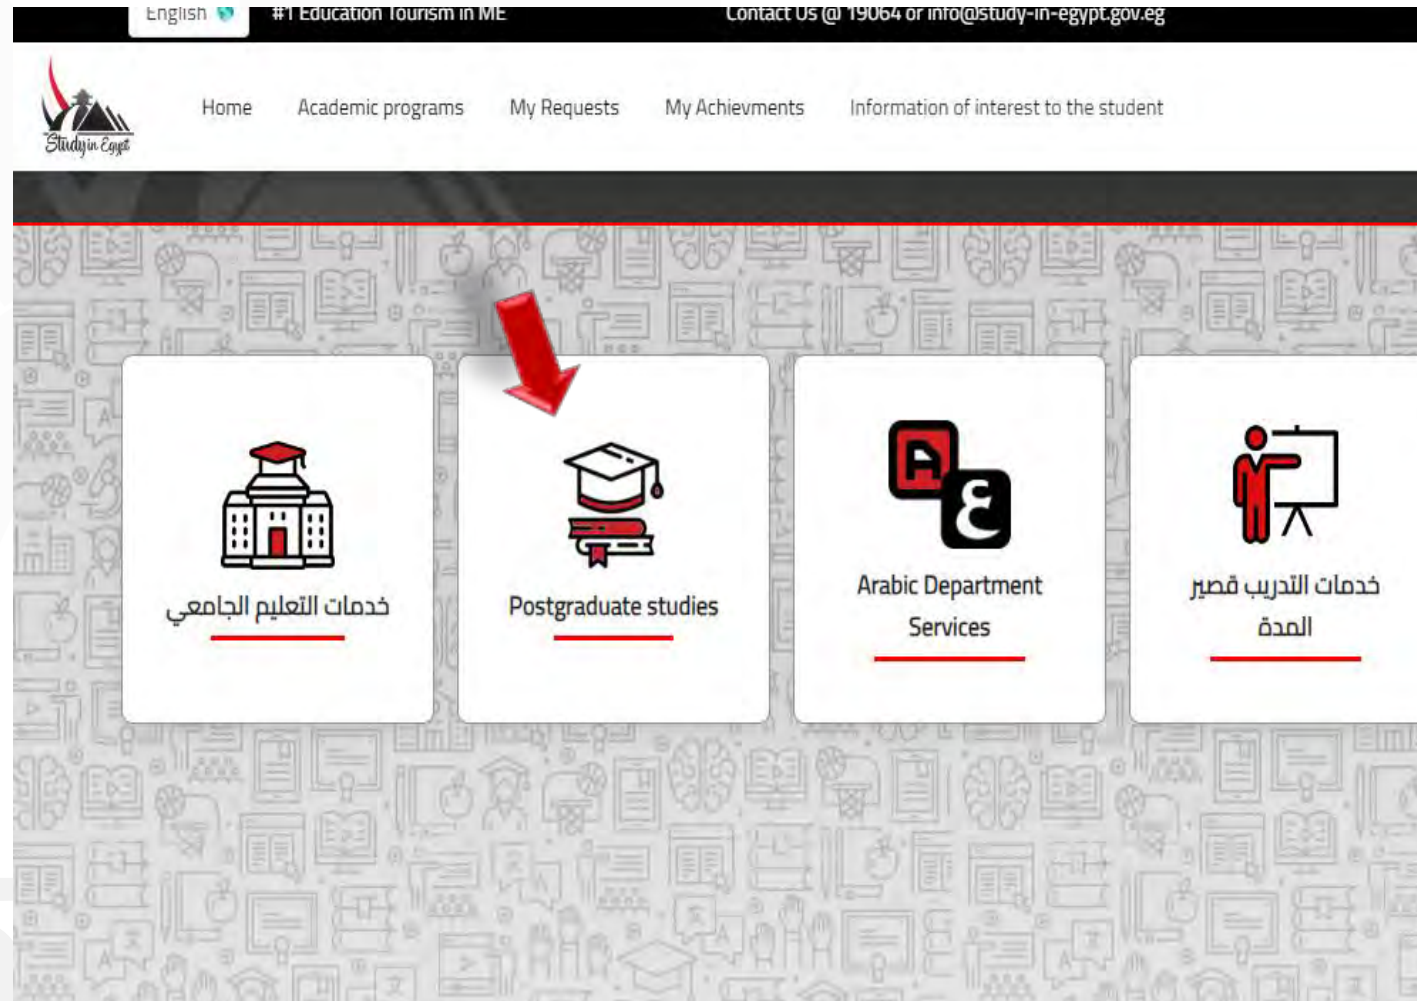 English
#1 Education Tourism in ME
Contact Us @ 19064 or info@study-in-egypt.gov.eg
Study in Egypt
Home
Academic programs
My Requests
My Achievments
Information of interest to the student
خدمات التعليم الجامعي
Postgraduate studies
A
ع
Arabic Department
Services
خدمات التدريب قصير
المدة